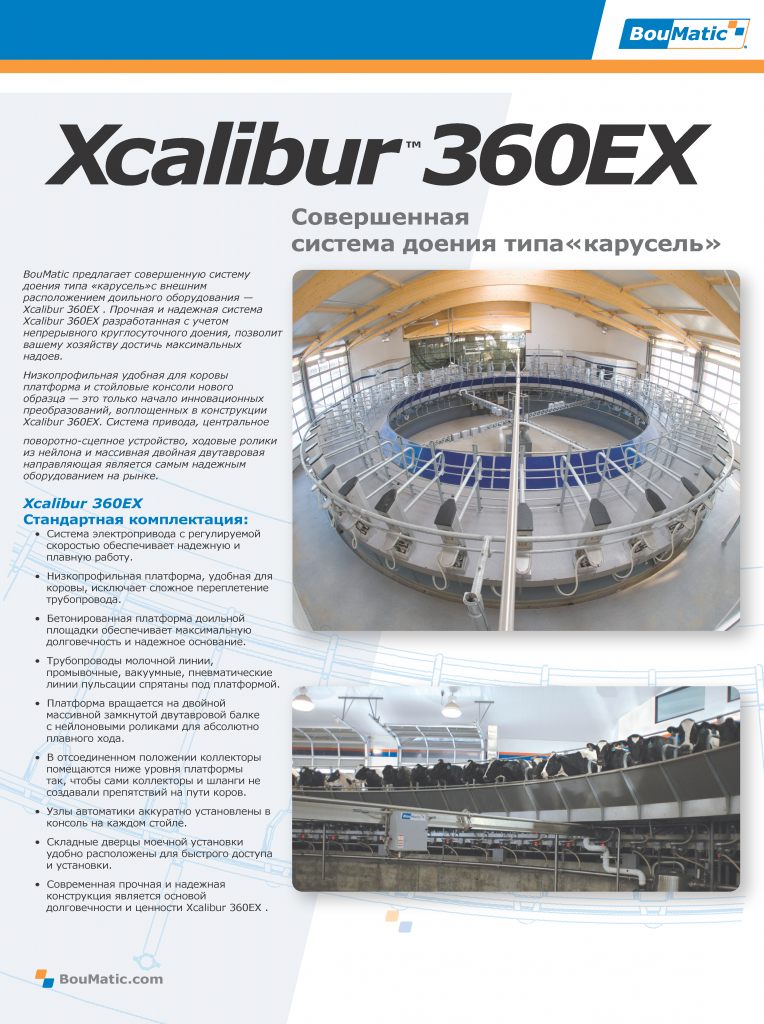 BouMatic
Xcalibur™ 360EX
Совершенная
система доения типа«карусель»
BouMatic предлагает совершенную систему
доения типа «карусель»с внешним
расположением доильного оборудования —
Xcalibur 360EX . Прочная и надежная система
Xcalibur 360EX разработанная с учетом
непрерывного круглосуточного доения, позволит
вашему хозяйству достичь максимальных
надоев.
Низкопрофильная удобная для коровы
платформа и стойловые консоли нового
образца — это только начало инновационных
преобразований, воплощенных в конструкции
Xcalibur 360EX. Система привода, центральное
поворотно-сцепное устройство, ходовые ролики
из нейлона и массивная двойная двутавровая
направляющая является самым надежным
оборудованием на рынке.
Xcalibur 360EX
Стандартная комплектация:
• Система электропривода с регулируемой
скоростью обеспечивает надежную и
плавную работу.
• Низкопрофильная платформа, удобная для
коровы, исключает сложное переплетение
трубопровода.
• Бетонированная платформа доильной
площадки обеспечивает максимальную
долговечность и надежное основание.
• Трубопроводы молочной линии,
промывочные, вакуумные, пневматические
линии пульсации спрятаны под платформой.
• Платформа вращается на двойной
массивной замкнутой двутавровой балке
с нейлоновыми роликами для абсолютно
плавного хода.
• В отсоединенном положении коллекторы
помещаются ниже уровня платформы
так, чтобы сами коллекторы и шланги не
создавали препятствий на пути коров.
• Узлы автоматики аккуратно установлены в
консоль на каждом стойле.
• Складные дверцы моечной установки
удобно расположены для быстрого доступа
и установки.
• Современная прочная и надежная
конструкция является основой
долговечности и ценности Xcalibur 360EX .
BouMatic.com